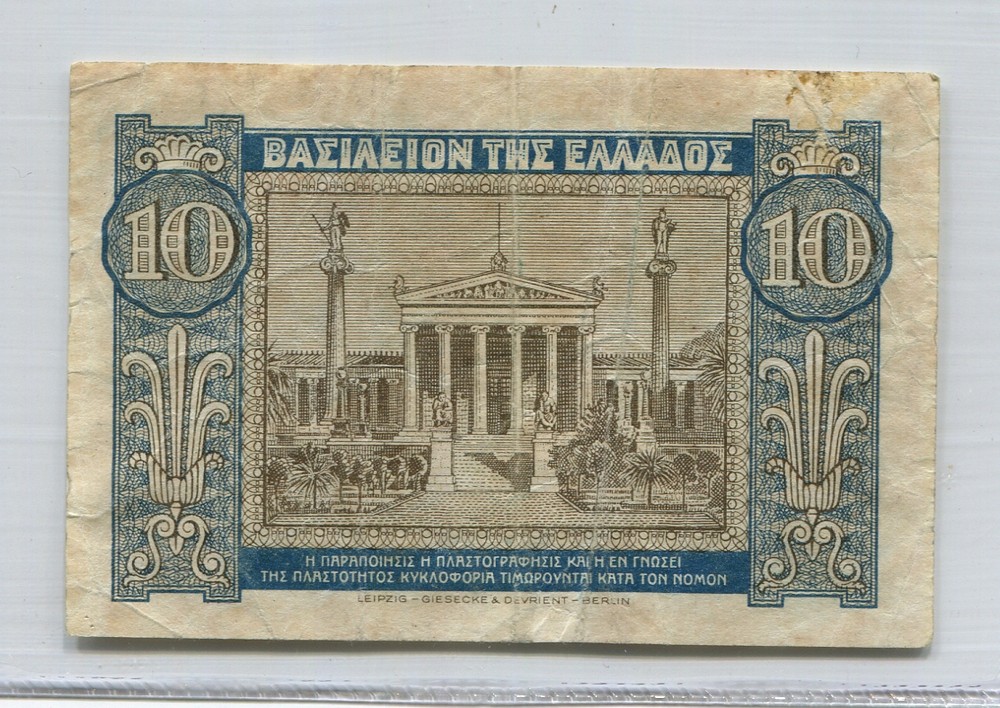 ΒΑΣΙΛΕΙΟΝ ΤΗΣ ΕΛΛΑΔΟΣ
10
10
Η ΠΑΡΑΠΟΙΗΣΙΣ Η ΠΛΑΣΤΟΓΡΑΦΗΣΙΣ ΚΑΙ Η ΕΝ ΓΝΩΣΕΙ
ΤΗΣ ΠΛΑΣΤΟΤΗΤΟΣ ΚΥΚΛΟΦΟΡΙΑ ΤΙΜΩΡΟΥΝΤΑΙ ΚΑΤΑ ΤΟΝ ΝΟΜΟΝ
LEIPZIG – GIESECKE & DEVRIENT – BERLIN